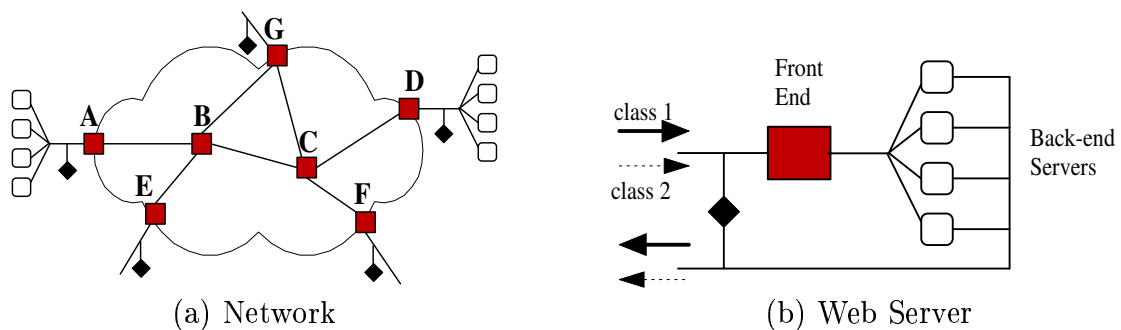 G
D
A
B
C
E
F
(a) Network
Front
End
class 1
class 2
Back-end
Servers
(b) Web Server